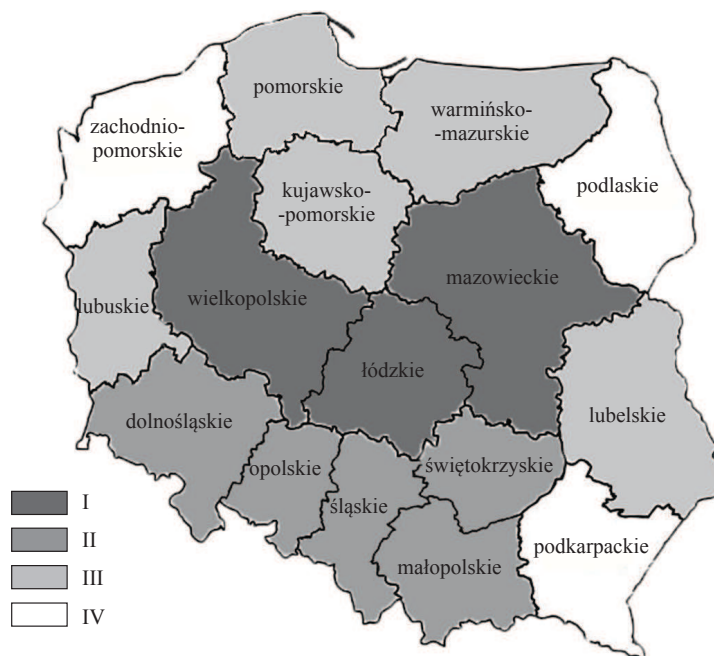 pomorskie
warmińsko-
-mazurskie
zachodnio-
pomorskie
podlaskie
kujawsko-
-pomorskie
mazowieckie
wielkopolskie
lubuskie
łódzkie
dolnośląskie
lubelskie
opolskie
świętokrzyskie
śląskie
podkarpackie
małopolskie
I
II
III
IV